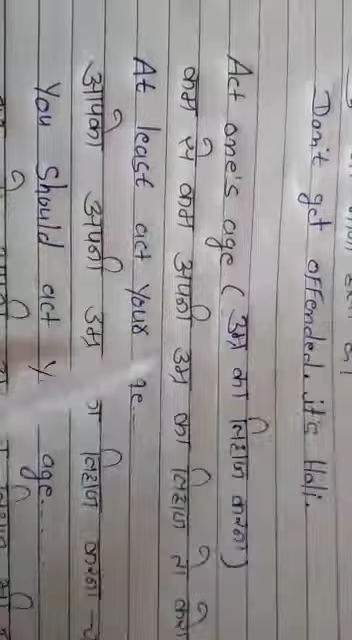 Don't get offended, it's Holi.
Act one's age ( उम्र का लिहाज करना )
कम से कम अपनी उम्र का लिहाज तो करो
At least act your
आपको अपनी उम्र लिहाज करना
You should act age...